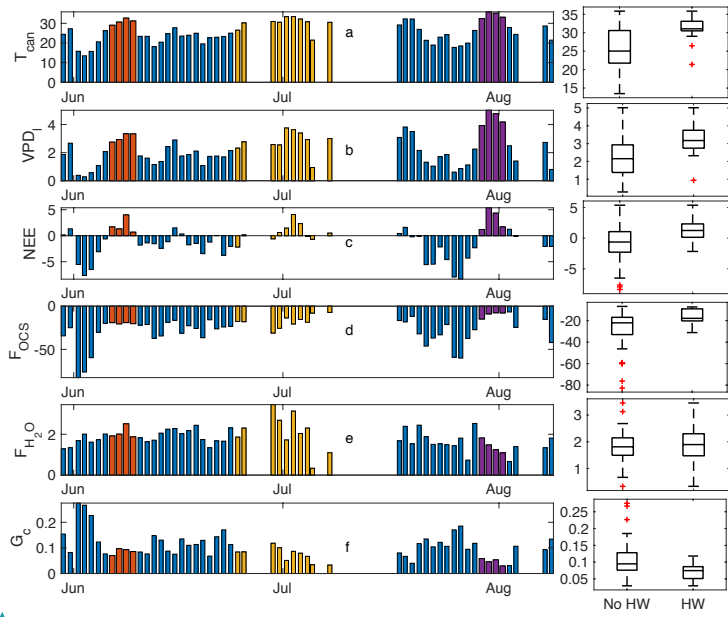 T_can
30
20
10
0
a
Jun
Jul
Aug
35
30
25
20
15
VPD_l
4
2
0
b
Jun
Jul
Aug
5
4
3
2
1
NEE
5
0
-5
c
Jun
Jul
Aug
5
0
-5
F_OCS
0
-50
d
Jun
Jul
Aug
-20
-40
-60
-80
F_H_2O
2
0
e
Jun
Jul
Aug
3
2
1
G_c
0.2
0.1
0
f
Jun
Jul
Aug
0.25
0.2
0.15
0.1
0.05
No HW
HW